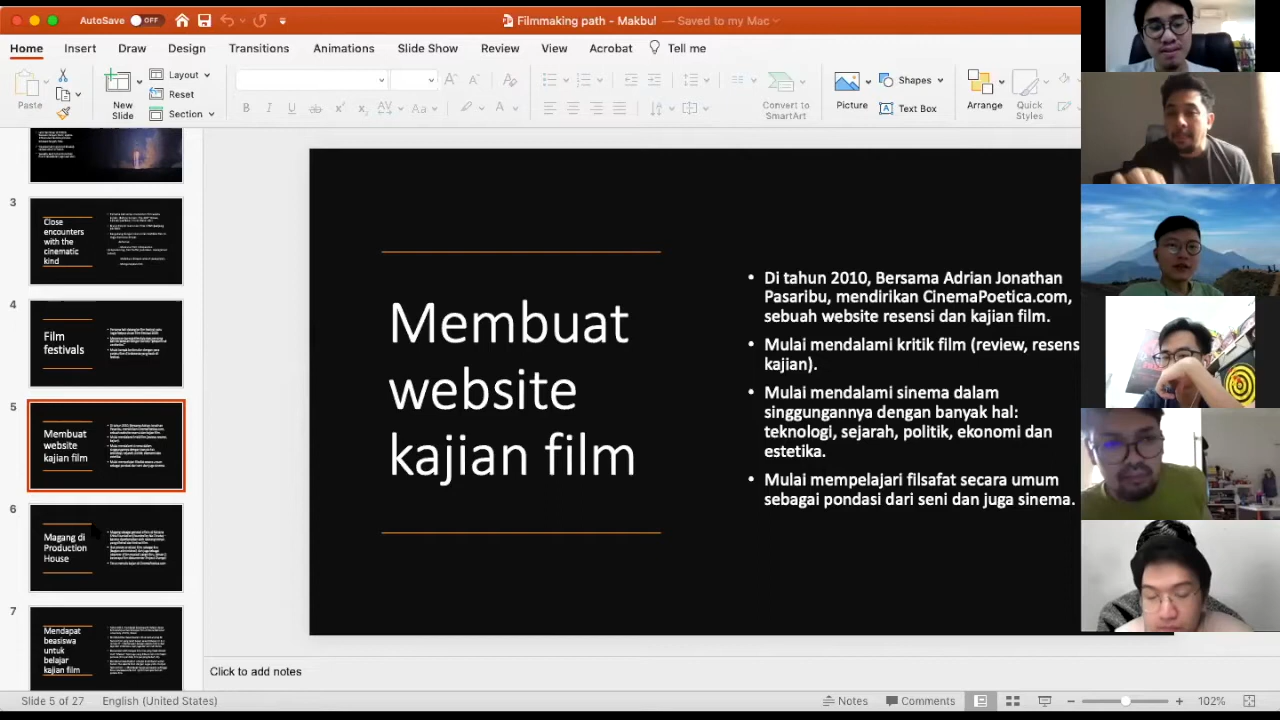 AutoSave OFF
Filmmaking path - Makbul — Saved to my Mac
Home Insert Draw Design Transitions Animations Slide Show Review View Acrobat Tell me
Paste
New Slide
Layout
Reset
Section
Convert to SmartArt
Picture
Shapes
Text Box
Arrange
Quick Styles
3
Close
encounters
with the
cinematic
kind
4
Film
festivals
5
Membuat
website
kajian film
6
Magang di
Production
House
7
Mendapat
beasiswa
untuk
belajar
kajian film
Membuat
website
kajian film
• Di tahun 2010, Bersama Adrian Jonathan
Pasaribu, mendirikan CinemaPoetica.com,
sebuah website resensi dan kajian film.
• Mulai mendalami kritik film (review, resens
kajian).
• Mulai mendalami sinema dalam
singgungannya dengan banyak hal:
teknologi, sejarah, politik, ekonomi dan
estetika.
• Mulai mempelajari filsafat secara umum
sebagai pondasi dari seni dan juga sinema.
Click to add notes
Slide 5 of 27 English (United States) Notes Comments 102%